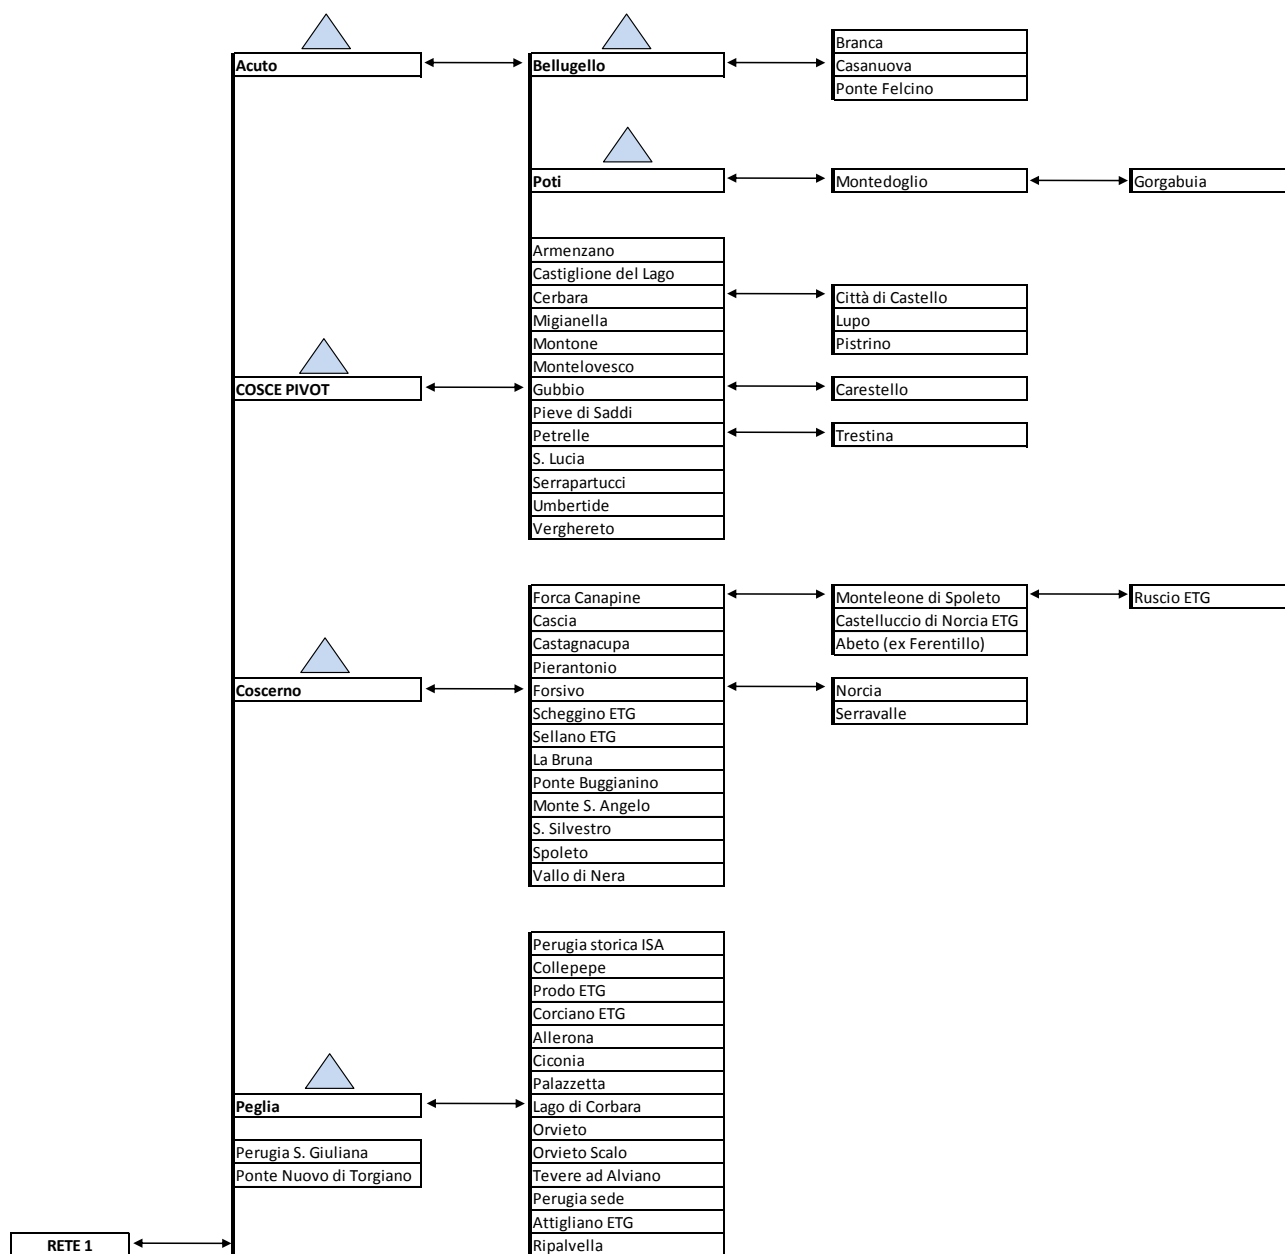 Acuto
Bellugello
Branca
Casanuova
Ponte Felcino
Poti
Montedoglio
Gorgabuia
Armenzano
Castiglione del Lago
Cerbara
Città di Castello
Migianella
Lupo
Montone
Pistrino
Montelovesco
COSCE PIVOT
Gubbio
Carestello
Pieve di Saddi
Petrelle
Trestina
S. Lucia
Serrapartucci
Umbertide
Verghereto
Forca Canapine
Monteleone di Spoleto
Ruscio ETG
Cascia
Castelluccio di Norcia ETG
Castagnacupa
Abeto (ex Ferentillo)
Pierantonio
Coscerno
Forsivo
Norcia
Scheggino ETG
Serravalle
Sellano ETG
La Bruna
Ponte Buggianino
Monte S. Angelo
S. Silvestro
Spoleto
Vallo di Nera
Perugia storica ISA
Collepepe
Prodo ETG
Corciano ETG
Allerona
Ciconia
Palazzetta
Peglia
Lago di Corbara
Orvieto
Perugia S. Giuliana
Orvieto Scalo
Ponte Nuovo di Torgiano
Tevere ad Alviano
Perugia sede
Attigliano ETG
RETE 1
Ripalvella